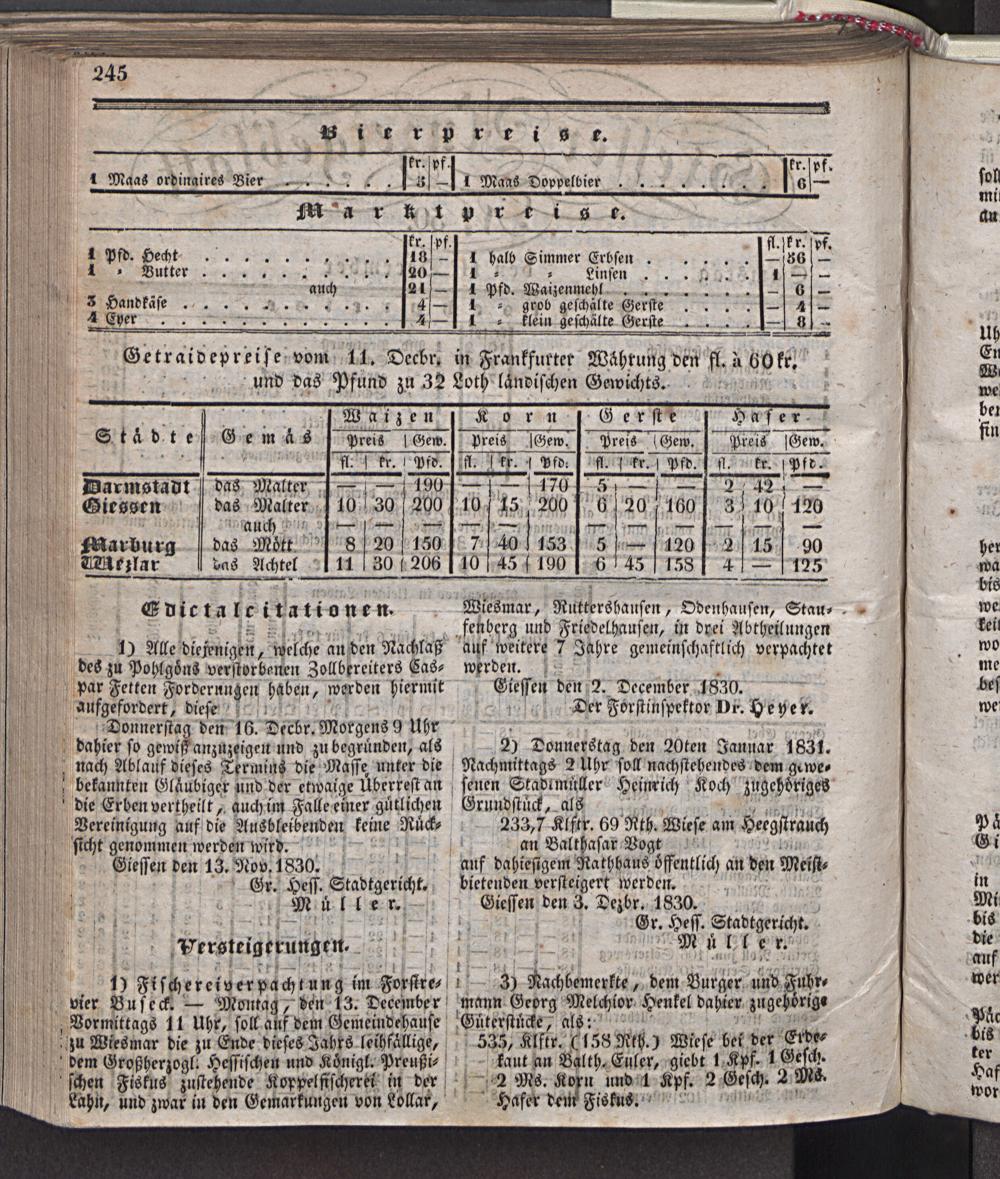 245
Bierpreise.
kr. pf. kr. pf.
1 Maas ordinaires Bier . . . . . . 8 — 1 Maas Doppelbier . . . . . . . . 6 —
Marktpreise.
kr. pf. fl. kr. pf.
1 Pfd. Hecht . . . . . . . . . . 18 — 1 halb Simmer Erbsen . . . . . — 36 —
1 " Butter . . . . . . . . . . 20 — 1 " " Linsen . . . . . 1 — —
auch 21 — 1 Pfd. Waizenmehl . . . . . . . — 6 —
3 Handkäse . . . . . . . . . . . 4 — 1 " grob geschälte Gerste . . . . — 4 —
4 Eyer . . . . . . . . . . . . 4 — 1 " klein geschälte Gerste . . . . — 8 —
Getraidepreise vom 11. Decbr. in Frankfurter Währung den fl. à 60 kr.
und das Pfund zu 32 Loth ländischen Gewichts.
Städte Gemäs Waizen Korn Gerste Hafer
Preis Gew. Preis Gew. Preis Gew. Preis Gew.
fl. kr. Pfd. fl. kr. Pfd. fl. kr. Pfd. fl. kr. Pfd.
Darmstadt das Malter — — 190 — — 170 5 — — 2 42 —
Giessen das Malter 10 30 200 10 15 200 6 20 160 3 10 120
auch — — — — — — — — — — — —
Marburg das Mött 8 20 150 7 40 153 5 — 120 2 15 90
Wezlar das Achtel 11 30 206 10 45 190 6 45 158 4 — 125
Edictalcitationen.
1) Alle diejenigen, welche an den Nachlaß
des zu Pohlgöns verstorbenen Zollbereiters Cas-
par Fetten Forderungen haben, werden hiermit
aufgefordert, diese
Donnerstag den 16. Decbr. Morgens 9 Uhr
dahier so gewiß anzuzeigen und zu begründen, als
nach Ablauf dieses Termins die Masse unter die
bekannten Gläubiger und der etwaige Überrest an
die Erben vertheilt, auch im Falle einer gütlichen
Vereinigung auf die Ausbleibenden keine Rück-
sicht genommen werden wird.
Giessen den 13. Nov. 1830.
Gr. Hess. Stadtgericht.
Müller.
Versteigerungen.
1) Fischereiverpachtung im Forstre-
vier Buseck. — Montag, den 13. December
Vormittags 11 Uhr, soll auf dem Gemeindehause
zu Wiesmar die zu Ende dieses Jahrs leihfällige,
dem Großherzogl. Hessischen und Königl. Preußi-
schen Fiskus zustehende Koppelfischerei in der
Lahn, und zwar in den Gemarkungen von Lollar,
Wiesmar, Ruttershausen, Odenhausen, Stau-
fenberg und Friedelhausen, in drei Abtheilungen
auf weitere 7 Jahre gemeinschaftlich verpachtet
werden.
Giessen den 2. December 1830.
Der Forstinspektor Dr. Heyer.
2) Donnerstag den 20ten Januar 1831.
Nachmittags 2 Uhr soll nachstehendes dem gewe-
senen Stadtmüller Heinrich Koch zugehöriges
Grundstück, als
233,7 Klftr. 69 Rth. Wiese am Heegstrauch
an Balthasar Vogt
auf dahiesigem Rathhaus öffentlich an den Meist-
bietenden versteigert werden.
Giessen den 3. Dezbr. 1830.
Gr. Hess. Stadtgericht.
Müller.
3) Nachbemerkte, dem Burger und Fuhr-
mann Georg Melchior Henkel dahier zugehörige
Güterstücke, als:
535, Klftr. (158 Rth.) Wiese bei der Erde-
kaut an Balth. Euler, giebt 1 Kpf. 1 Gesch.
2 Ms. Korn und 1 Kpf. 2 Gesch. 2 Ms.
Hafer dem Fiskus.